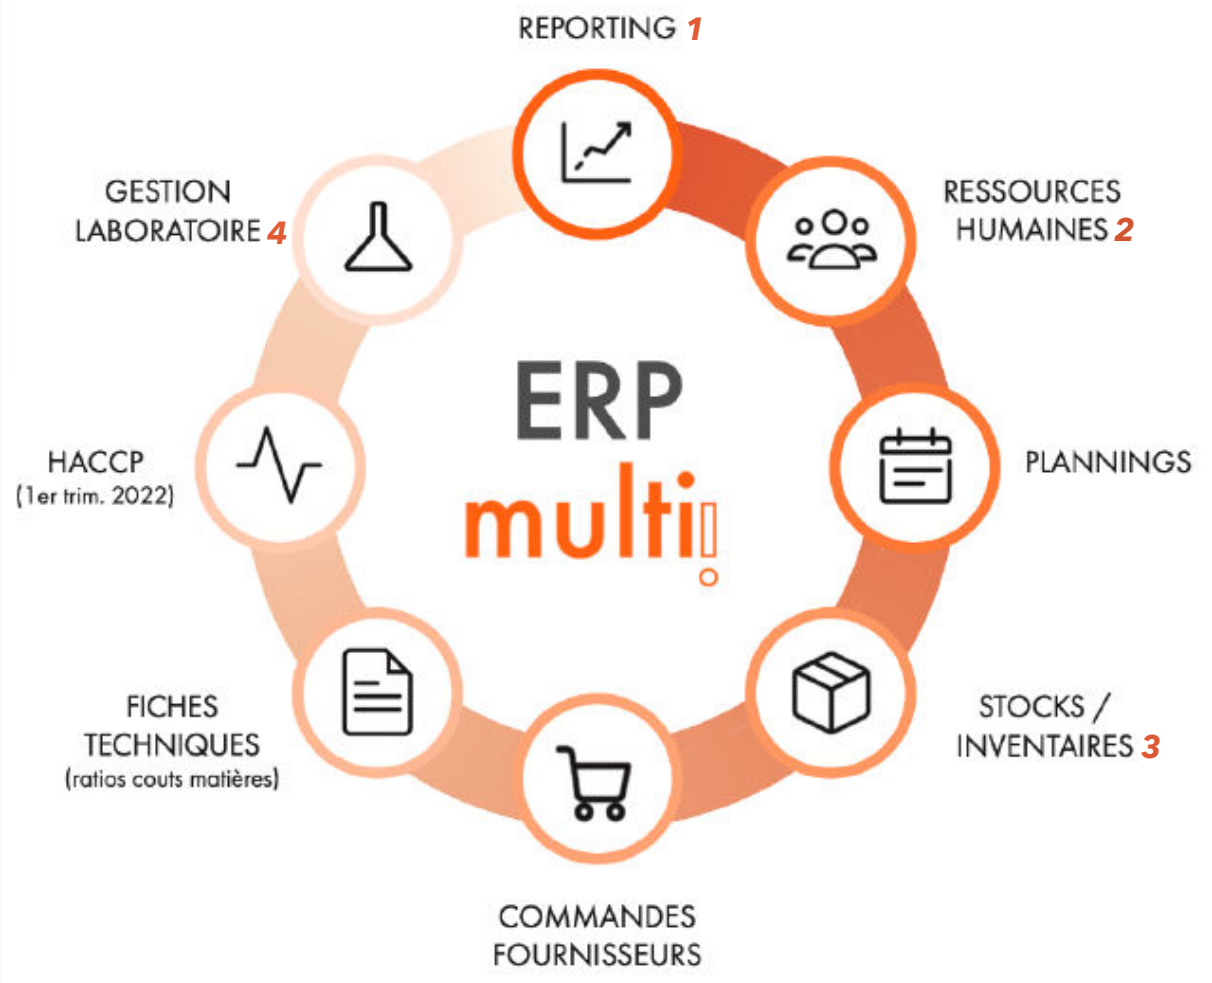 REPORTING 1
RESSOURCES
HUMAINES 2
PLANNINGS
STOCKS /
INVENTAIRES 3
COMMANDES
FOURNISSEURS
FICHES
TECHNIQUES
(ratios couts matières)
HACCP
(1er trim. 2022)
GESTION
LABORATOIRE 4
ERP
multi!